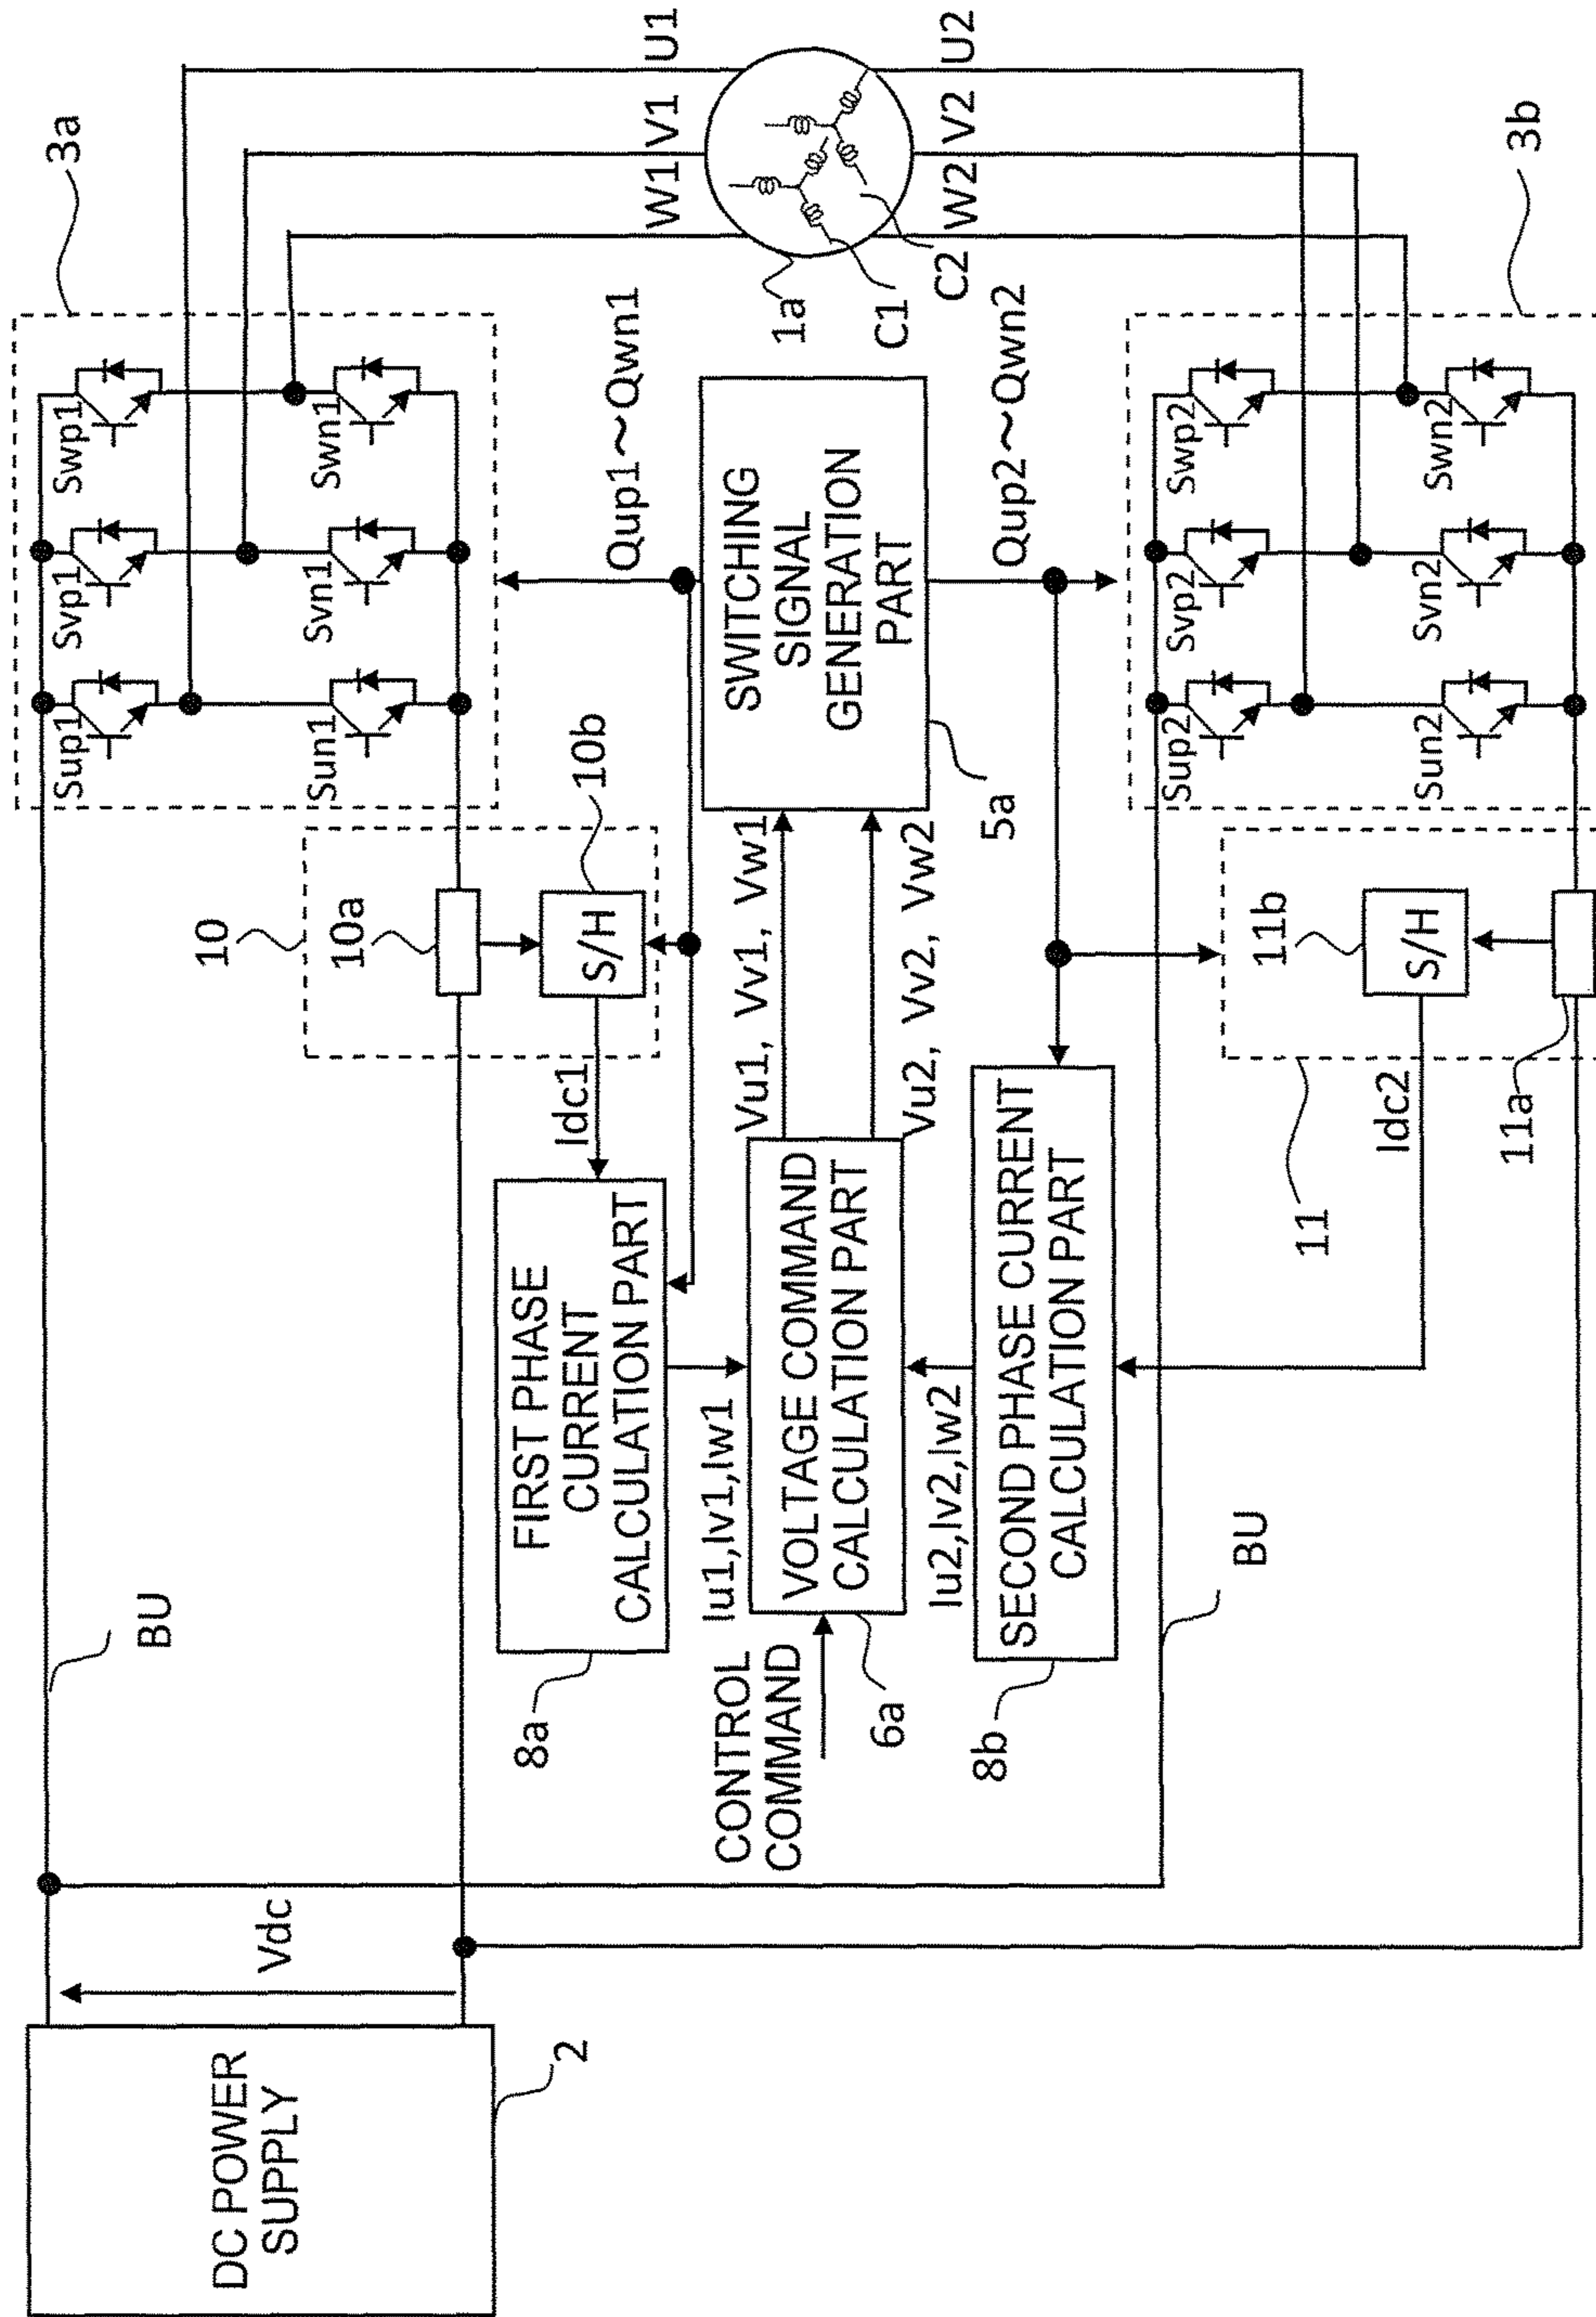 DC POWER
SUPPLY
2
Vdc
BU
3a
Sup1
Svp1
Swp1
Sun1
Svn1
Swn1
U1
V1
W1
10
10a
10b
S/H
Idc1
Qup1~Qwn1
FIRST PHASE
CURRENT
CALCULATION PART
8a
Iu1,Iv1,Iw1
CONTROL
COMMAND
VOLTAGE COMMAND
CALCULATION PART
6a
Vu1, Vv1, Vw1
Vu2, Vv2, Vw2
SWITCHING
SIGNAL
GENERATION
PART
5a
1a
C1
C2
Iu2,Iv2,Iw2
SECOND PHASE CURRENT
CALCULATION PART
8b
Qup2~Qwn2
U2
V2
W2
BU
3b
Sup2
Svp2
Swp2
Sun2
Svn2
Swn2
11
11b
S/H
11a
Idc2